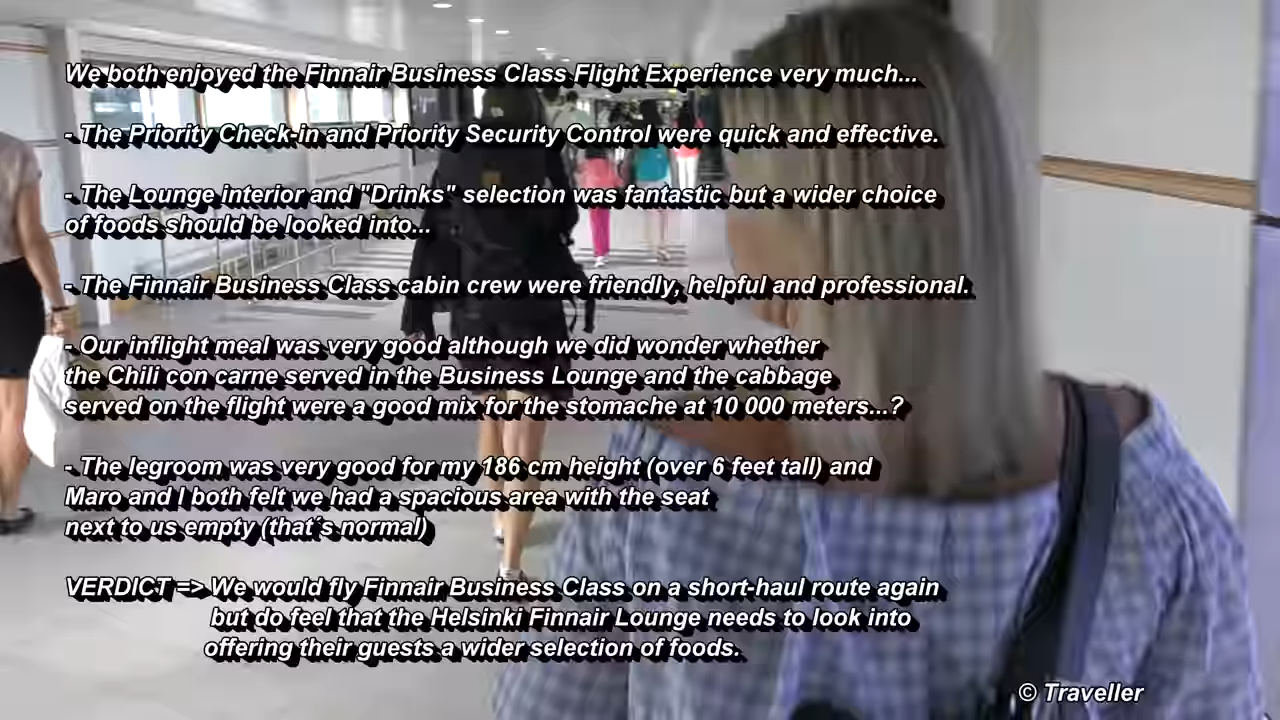 We both enjoyed the Finnair Business Class Flight Experience very much...
- The Priority Check-in and Priority Security Control were quick and effective.
- The Lounge interior and "Drinks" selection was fantastic but a wider choice
of foods should be looked into...
- The Finnair Business Class cabin crew were friendly, helpful and professional.
- Our inflight meal was very good although we did wonder whether
the Chili con carne served in the Business Lounge and the cabbage
served on the flight were a good mix for the stomache at 10 000 meters...?
- The legroom was very good for my 186 cm height (over 6 feet tall) and
Maro and I both felt we had a spacious area with the seat
next to us empty (that´s normal)
VERDICT => We would fly Finnair Business Class on a short-haul route again
but do feel that the Helsinki Finnair Lounge needs to look into
offering their guests a wider selection of foods.
© Traveller